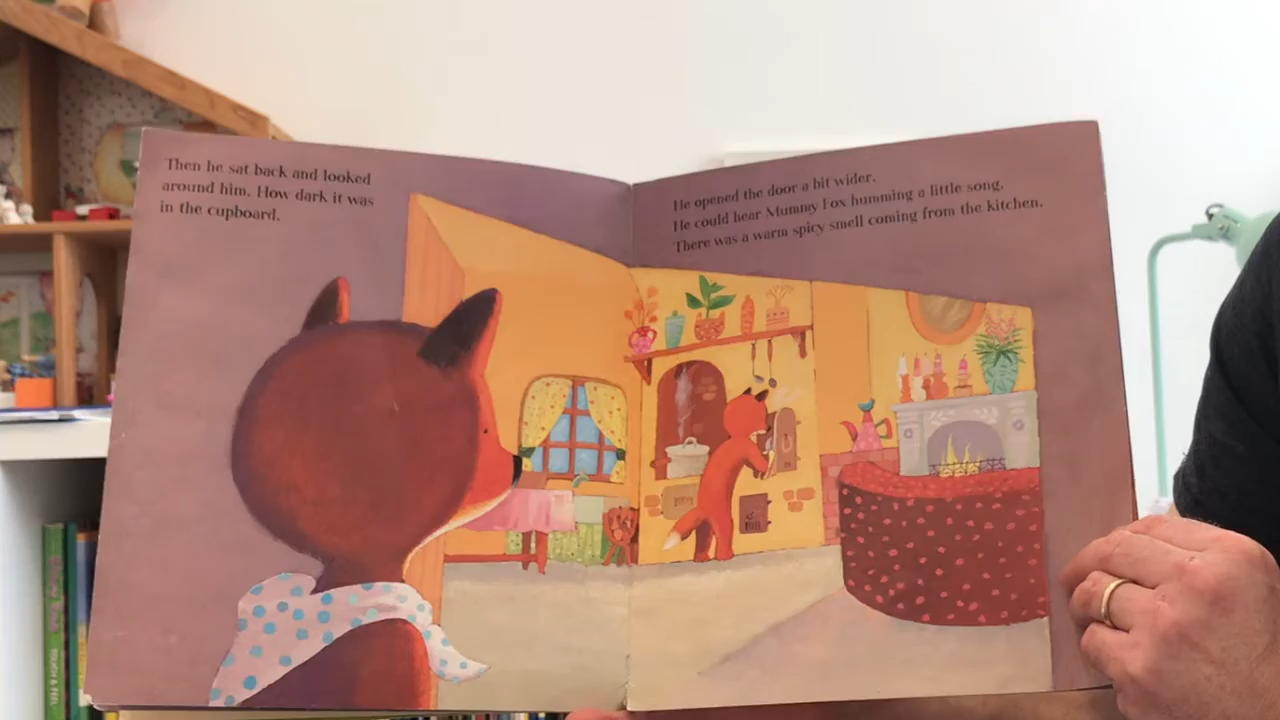 Then he sat back and looked
around him. How dark it was
in the cupboard.
He opened the door a bit wider.
He could hear Mummy Fox humming a little song.
There was a warm spicy smell coming from the kitchen.
TOUCH & FEEL